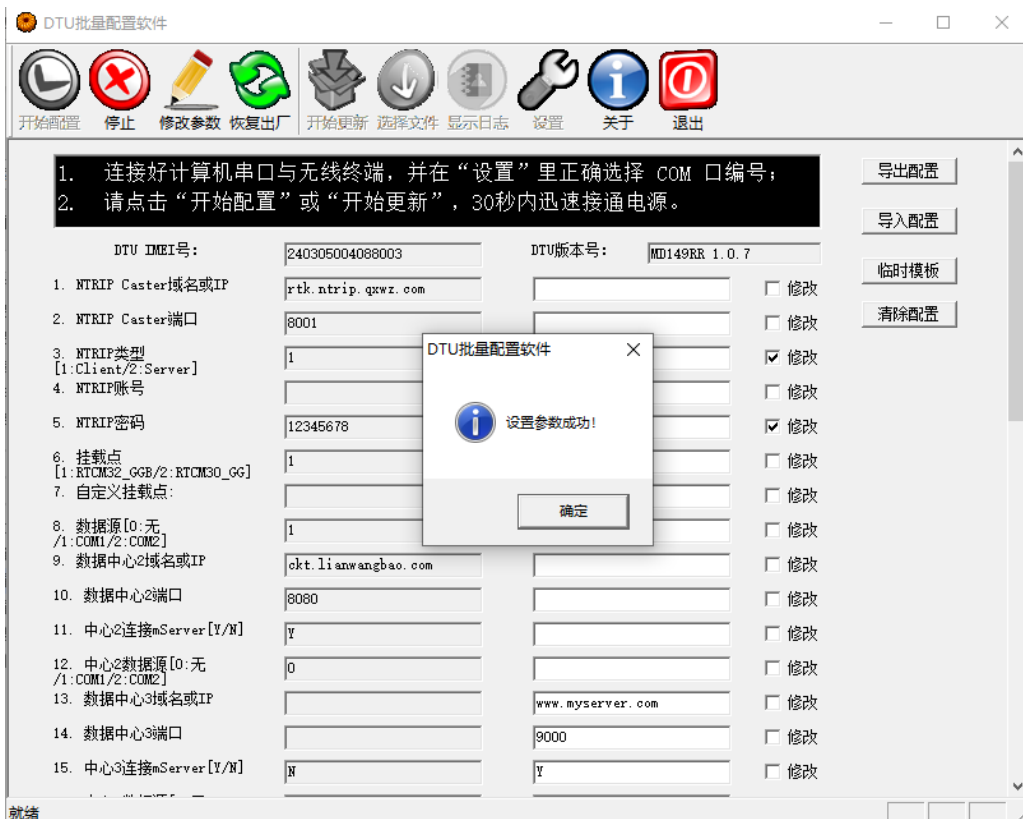 DTU批量配置软件
开始配置 停止 修改参数 恢复出厂 开始更新 选择文件 显示日志 设置 关于 退出
1. 连接好计算机串口与无线终端，并在“设置”里正确选择 COM 口编号；
2. 请点击“开始配置”或“开始更新”，30秒内迅速接通电源。
导出配置
导入配置
临时模板
清除配置
DTU IMEI号: 240305004088003 DTU版本号: MD149RR 1.0.7
1. NTRIP Caster域名或IP rtk.ntrip.qxwz.com 修改
2. NTRIP Caster端口 8001 修改
3. NTRIP类型
[1:Client/2:Server] 1 修改
4. NTRIP账号 修改
5. NTRIP密码 12345678 修改
6. 挂载点
[1:RTCM32_GGB/2:RTCM30_GG] 1 修改
7. 自定义挂载点: 修改
8. 数据源[0:无
/1:COM1/2:COM2] 1 修改
9. 数据中心2域名或IP ckt.lianwangbao.com 修改
10. 数据中心2端口 8080 修改
11. 中心2连接mServer[Y/N] Y 修改
12. 中心2数据源[0:无
/1:COM1/2:COM2] 0 修改
13. 数据中心3域名或IP www.myserver.com 修改
14. 数据中心3端口 9000 修改
15. 中心3连接mServer[Y/N] N Y 修改
DTU批量配置软件
设置参数成功!
确定
就绪